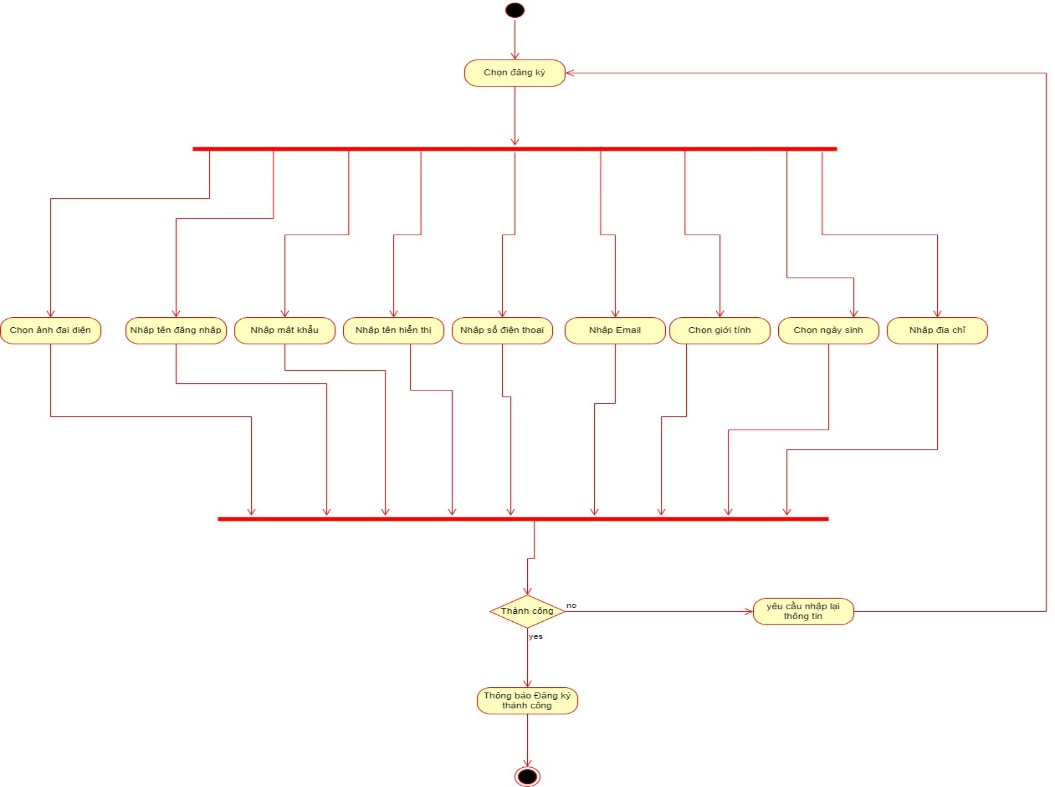 Chọn đăng ký
Chọn ảnh đại diện
Nhập tên đăng nhập
Nhập mật khẩu
Nhập tên hiển thị
Nhập số điện thoại
Nhập Email
Chọn giới tính
Chọn ngáy sinh
Nhập địa chỉ
Thành công
no
yêu cầu nhập lại
thông tin
yes
Thông báo Đăng ký
thành công